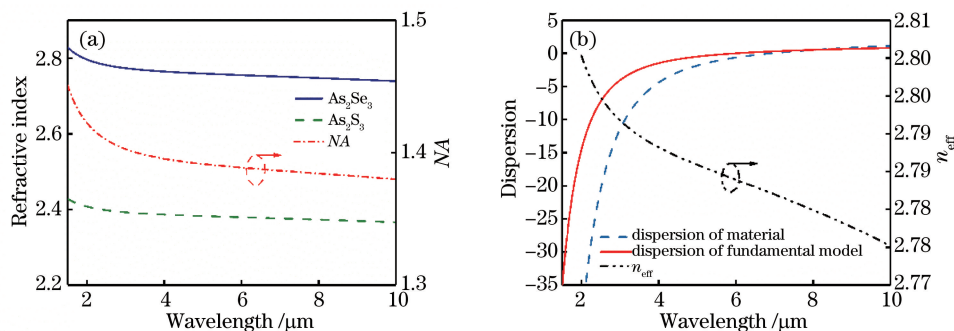 (a)
1.5
2.8
2.6
2.4
2.2
Refractive index
As₂Se₃
As₂S₃
NA
1.4
1.3
NA
2
4
6
8
10
Wavelength /μm
(b)
5
0
−5
−10
−15
−20
−25
−30
−35
Dispersion
2.81
2.80
2.80
2.79
2.79
2.78
2.78
2.77
n_eff
dispersion of material
dispersion of fundamental model
n_eff
2
4
6
8
10
Wavelength /μm